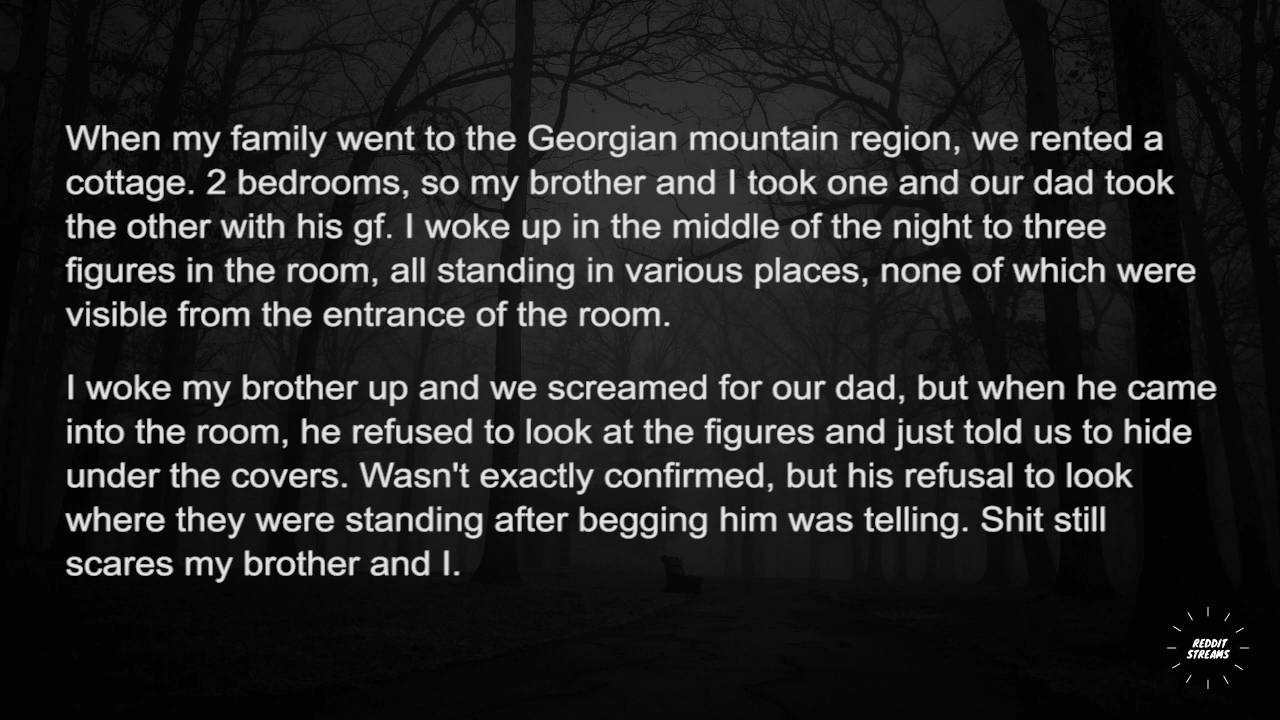 When my family went to the Georgian mountain region, we rented a
cottage. 2 bedrooms, so my brother and I took one and our dad took
the other with his gf. I woke up in the middle of the night to three
figures in the room, all standing in various places, none of which were
visible from the entrance of the room.
I woke my brother up and we screamed for our dad, but when he came
into the room, he refused to look at the figures and just told us to hide
under the covers. Wasn't exactly confirmed, but his refusal to look
where they were standing after begging him was telling. Shit still
scares my brother and I.
REDDIT
STREAMS